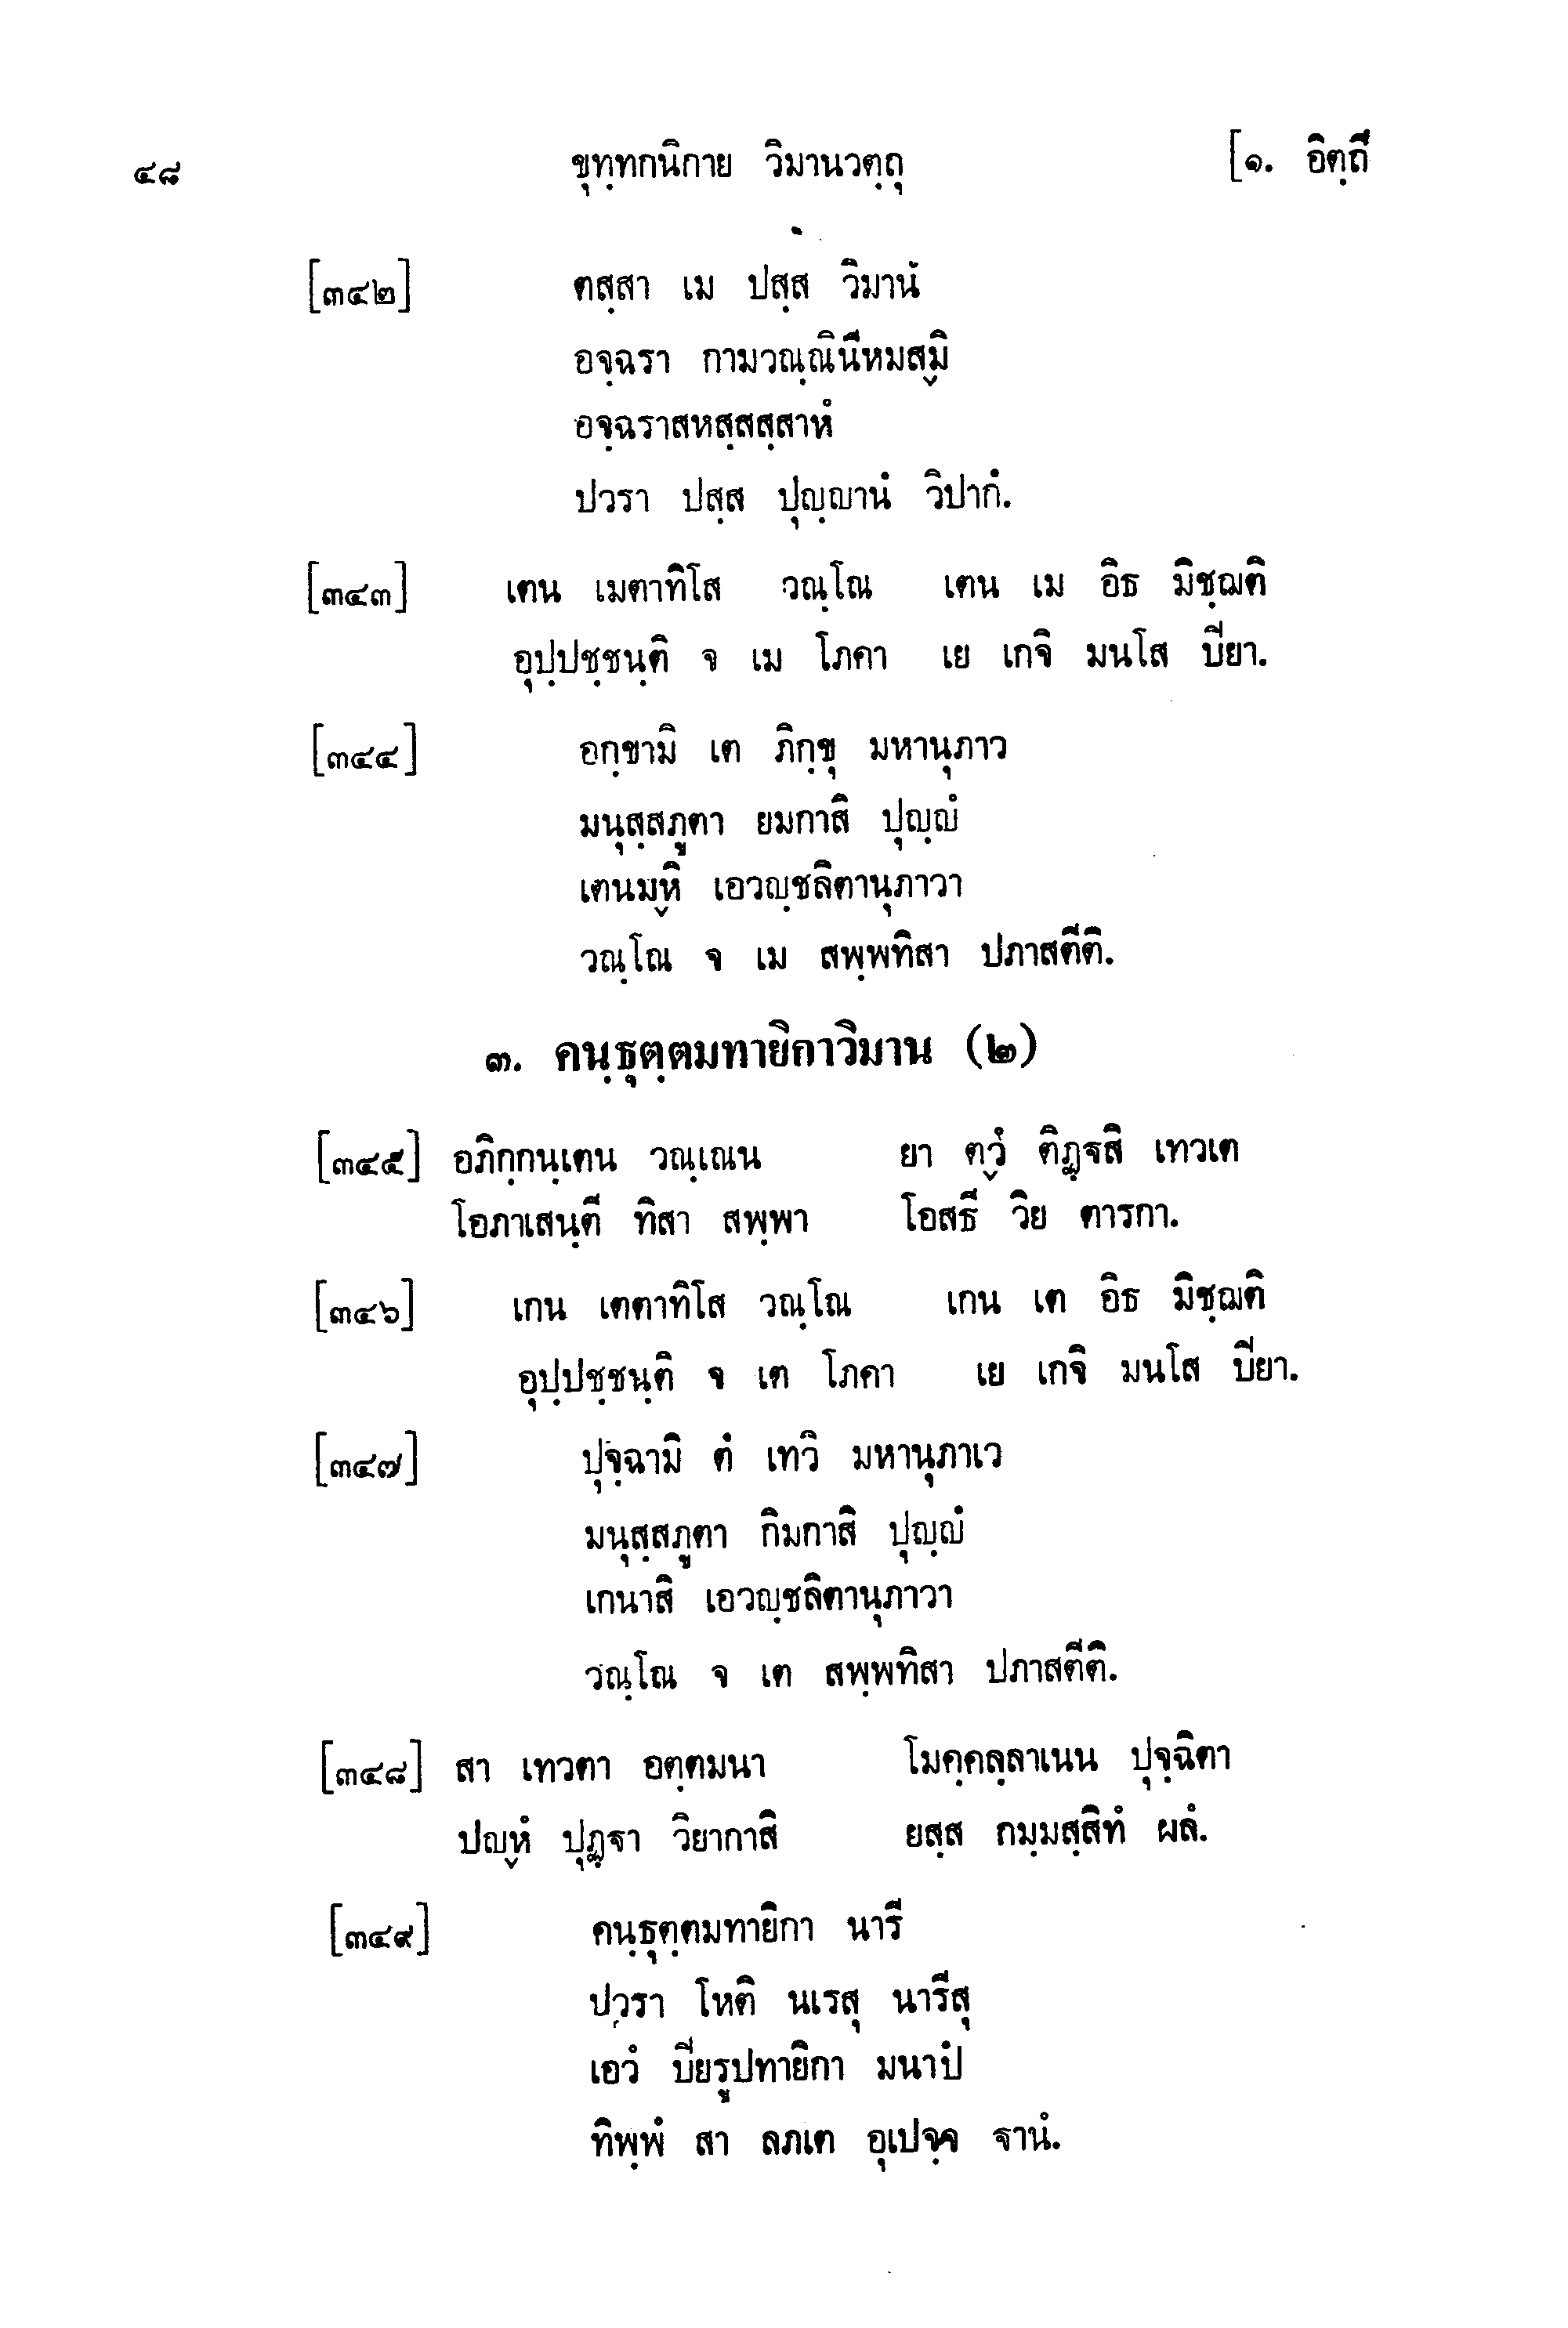 ๔๘ ขุทฺทกนิกาย วิมานวตฺถุ [๑. อิตฺถี
[๓๔๒] ตสฺสา เม ปสฺส วิมานํ
อจฺฉรา กามวณฺณินีหมสฺมิ
อจฺฉราสหสฺสสฺสาหํ
ปวรา ปสฺส ปุญฺญานํ วิปากํ.
[๓๔๓] เตน เมตาทิโส วณฺโณ เตน เม อิธ มิชฺฌติ
อุปฺปชฺชนฺติ จ เม โภคา เย เกจิ มนโส ปิยา.
[๓๔๔] อกฺขามิ เต ภิกฺขุ มหานุภาว
มนุสฺสภูตา ยมกาสิ ปุญฺญํ
เตนมฺหิ เอวญฺชลิตานุภาวา
วณฺโณ จ เม สพฺพทิสา ปภาสตีติ.
๓. คนฺธุตฺตมทายิกาวิมาน (๒)
[๓๔๕] อภิกฺกนฺเตน วณฺเณน ยา ตฺวํ ติฏฺฐสิ เทวเต
โอภาเสนฺตี ทิสา สพฺพา โอสธี วิย ตารกา.
[๓๔๖] เกน เตตาทิโส วณฺโณ เกน เต อิธ มิชฺฌติ
อุปฺปชฺชนฺติ จ เต โภคา เย เกจิ มนโส ปิยา.
[๓๔๗] ปุจฺฉามิ ตํ เทวิ มหานุภาเว
มนุสฺสภูตา กิมกาสิ ปุญฺญํ
เกนาสิ เอวญฺชลิตานุภาวา
วณฺโณ จ เต สพฺพทิสา ปภาสตีติ.
[๓๔๘] สา เทวตา อตฺตมนา โมคฺคลฺลาเนน ปุจฺฉิตา
ปญฺหํ ปุฏฺฐา วิยากาสิ ยสฺส กมฺมสฺสิทํ ผลํ.
[๓๔๙] คนฺธุตฺตมทายิกา นารี
ปวรา โหติ นเรสุ นารีสุ
เอวํ ปิยรูปทายิกา มนาปํ
ทิพฺพํ สา ลภเต อุเปจฺจ ฐานํ.